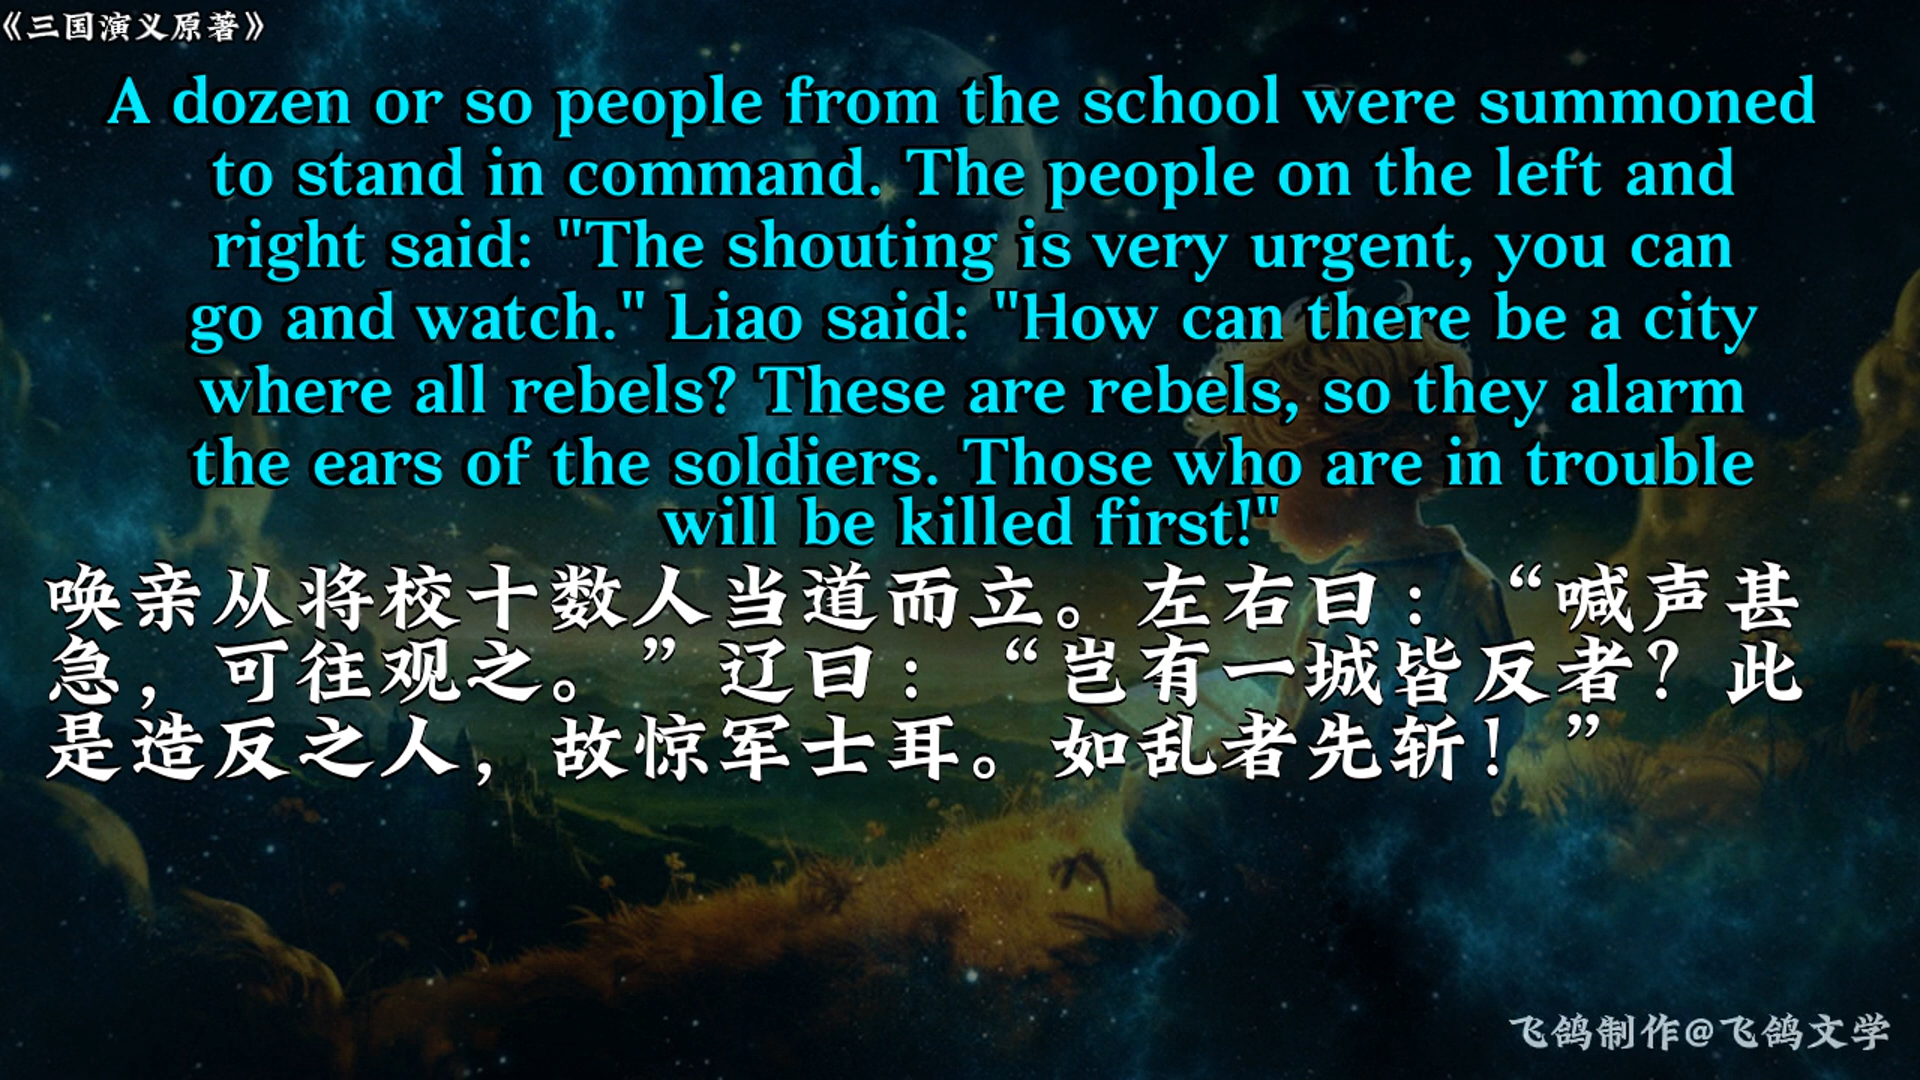 《三国演义原著》
A dozen or so people from the school were summoned
to stand in command. The people on the left and
right said: "The shouting is very urgent, you can
go and watch." Liao said: "How can there be a city
where all rebels? These are rebels, so they alarm
the ears of the soldiers. Those who are in trouble
will be killed first!"
唤亲从将校十数人当道而立。左右曰：“喊声甚
急，可往观之。”辽曰：“岂有一城皆反者？此
是造反之人，故惊军士耳。如乱者先斩！”
飞鸽制作@飞鸽文学